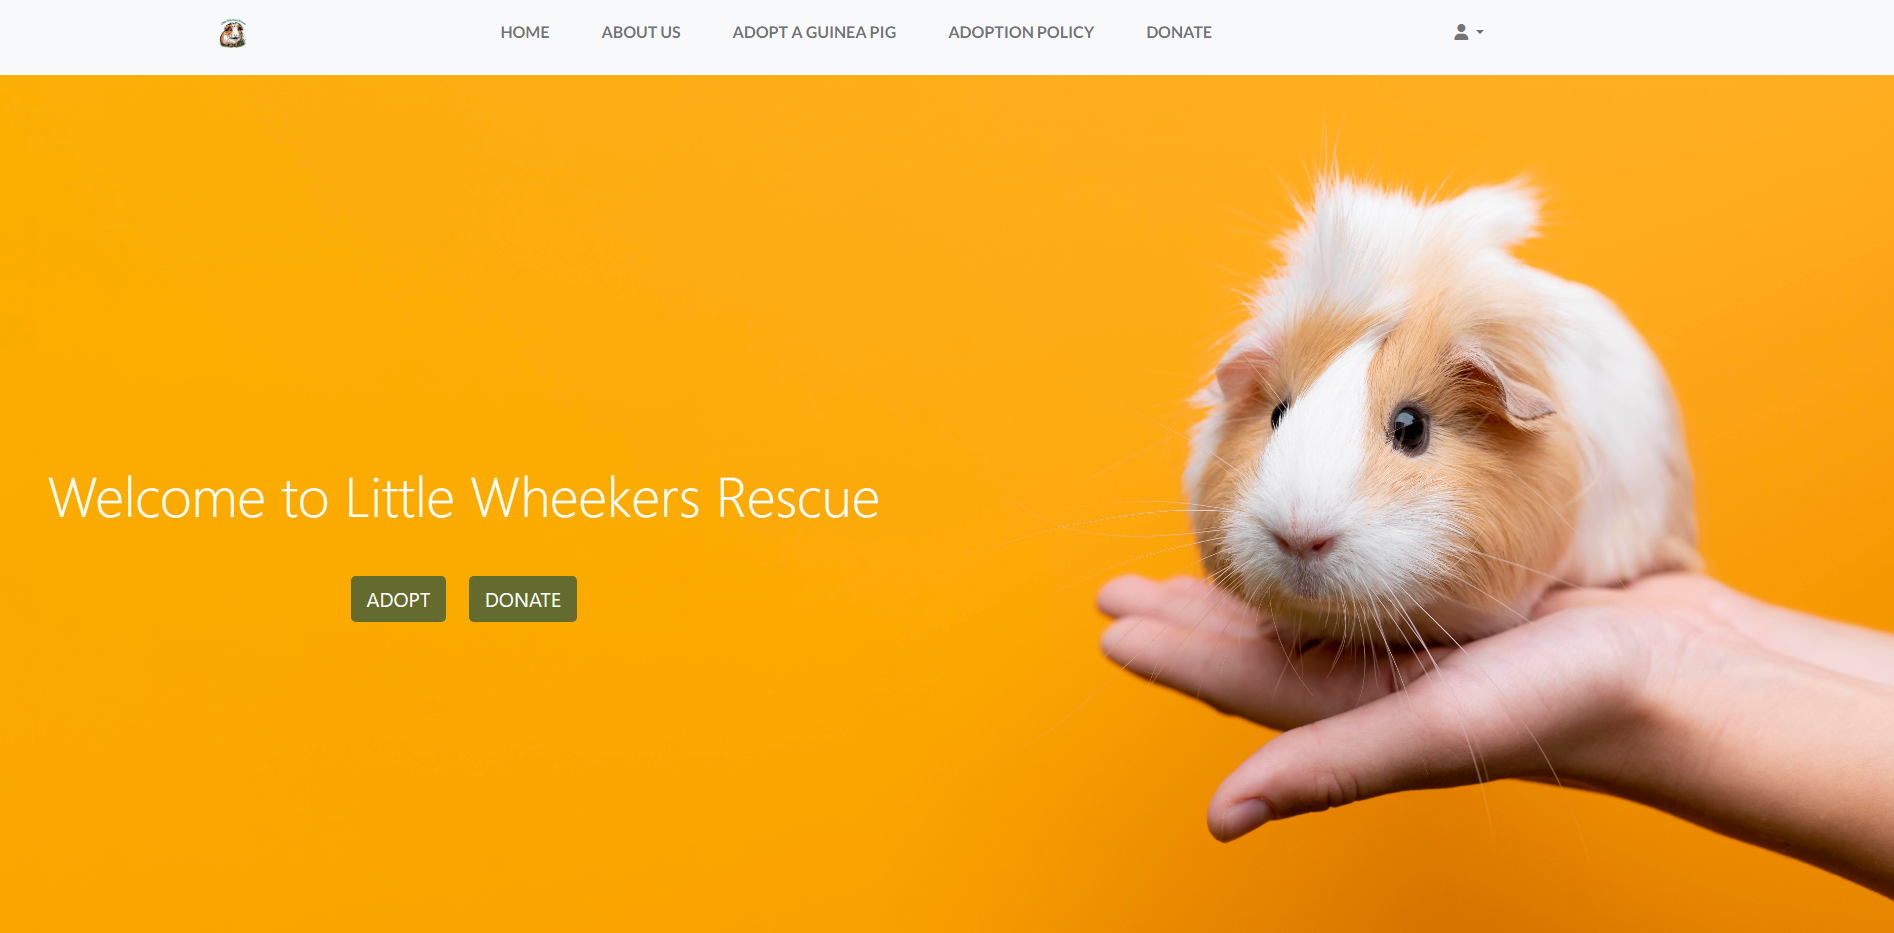 HOME ABOUT US ADOPT A GUINEA PIG ADOPTION POLICY DONATE
Welcome to Little Wheekers Rescue
ADOPT DONATE